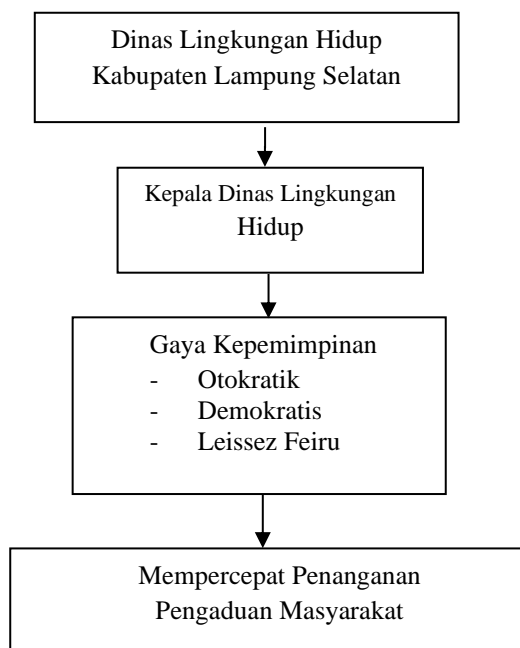 Dinas Lingkungan Hidup
Kabupaten Lampung Selatan
Kepala Dinas Lingkungan
Hidup
Gaya Kepemimpinan
- Otokratik
- Demokratis
- Leissez Feiru
Mempercepat Penanganan
Pengaduan Masyarakat